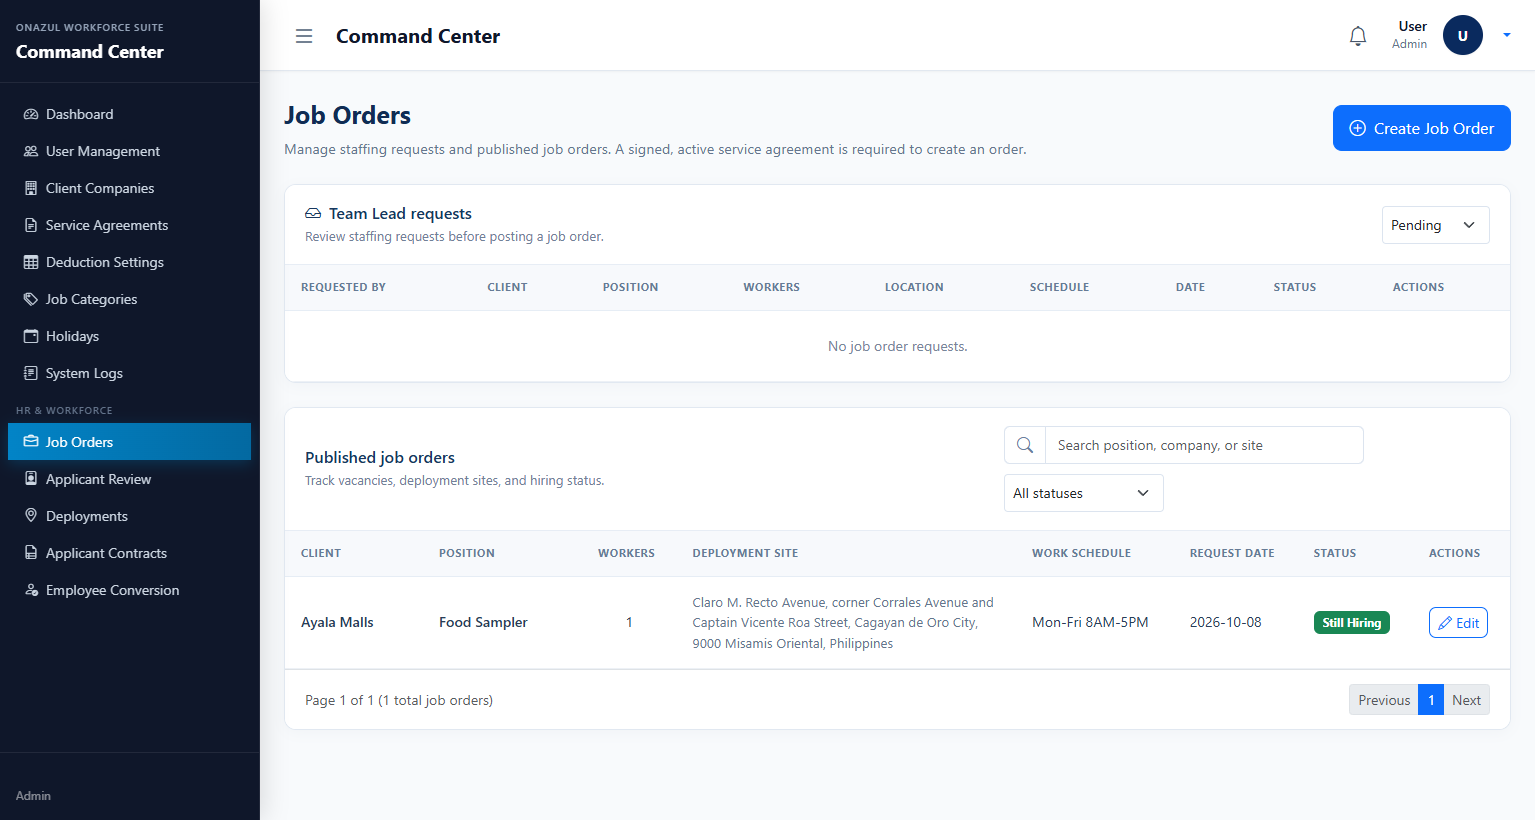 ONAZUL WORKFORCE SUITE
Command Center
Dashboard
User Management
Client Companies
Service Agreements
Deduction Settings
Job Categories
Holidays
System Logs
HR & WORKFORCE
Job Orders
Applicant Review
Deployments
Applicant Contracts
Employee Conversion
Admin
Command Center
User
Admin
U
Job Orders
Manage staffing requests and published job orders. A signed, active service agreement is required to create an order.
Create Job Order
Team Lead requests
Review staffing requests before posting a job order.
Pending
REQUESTED BY CLIENT POSITION WORKERS LOCATION SCHEDULE DATE STATUS ACTIONS
No job order requests.
Published job orders
Track vacancies, deployment sites, and hiring status.
Search position, company, or site
All statuses
CLIENT POSITION WORKERS DEPLOYMENT SITE WORK SCHEDULE REQUEST DATE STATUS ACTIONS
Ayala Malls Food Sampler 1
Claro M. Recto Avenue, corner Corrales Avenue and
Captain Vicente Roa Street, Cagayan de Oro City,
9000 Misamis Oriental, Philippines
Mon-Fri 8AM-5PM 2026-10-08 Still Hiring Edit
Page 1 of 1 (1 total job orders)
Previous 1 Next